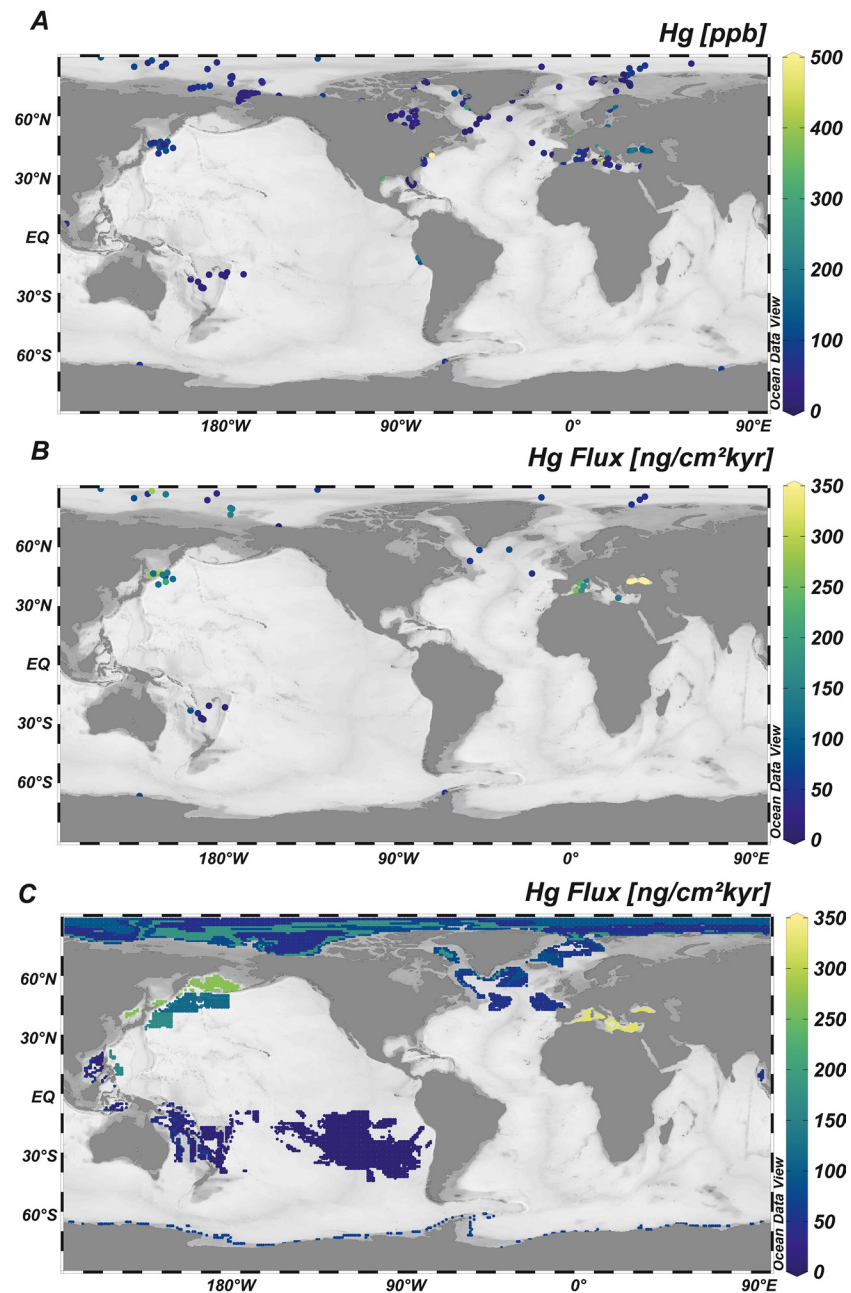 A
Hg [ppb]
60°N
30°N
EQ
30°S
60°S
180°W
90°W
0°
90°E
Ocean Data View
500
400
300
200
100
0
B
Hg Flux [ng/cm²kyr]
60°N
30°N
EQ
30°S
60°S
180°W
90°W
0°
90°E
Ocean Data View
350
300
250
200
150
100
50
0
C
Hg Flux [ng/cm²kyr]
60°N
30°N
EQ
30°S
60°S
180°W
90°W
0°
90°E
Ocean Data View
350
300
250
200
150
100
50
0